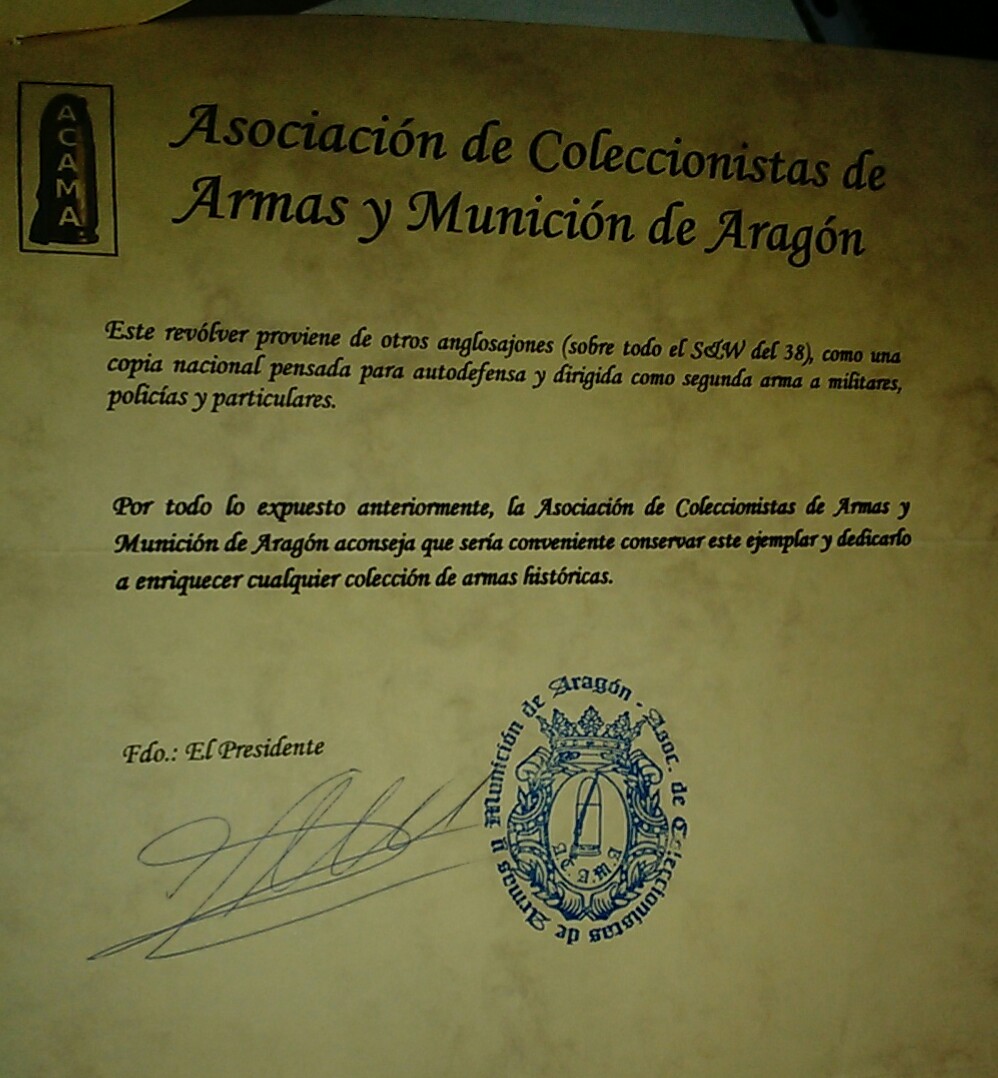 ACAMA
Asociación de Coleccionistas de
Armas y Munición de Aragón
Este revólver proviene de otros anglosajones (sobre todo el S&W del 38), como una
copia nacional pensada para autodefensa y dirigida como segunda arma a militares,
policías y particulares.
Por todo lo expuesto anteriormente, la Asociación de Coleccionistas de Armas y
Munición de Aragón aconseja que sería conveniente conservar este ejemplar y dedicarlo
a enriquecer cualquier colección de armas históricas.
Fdo.: El Presidente
Asoc. de Coleccionistas de Armas y Munición de Aragón -